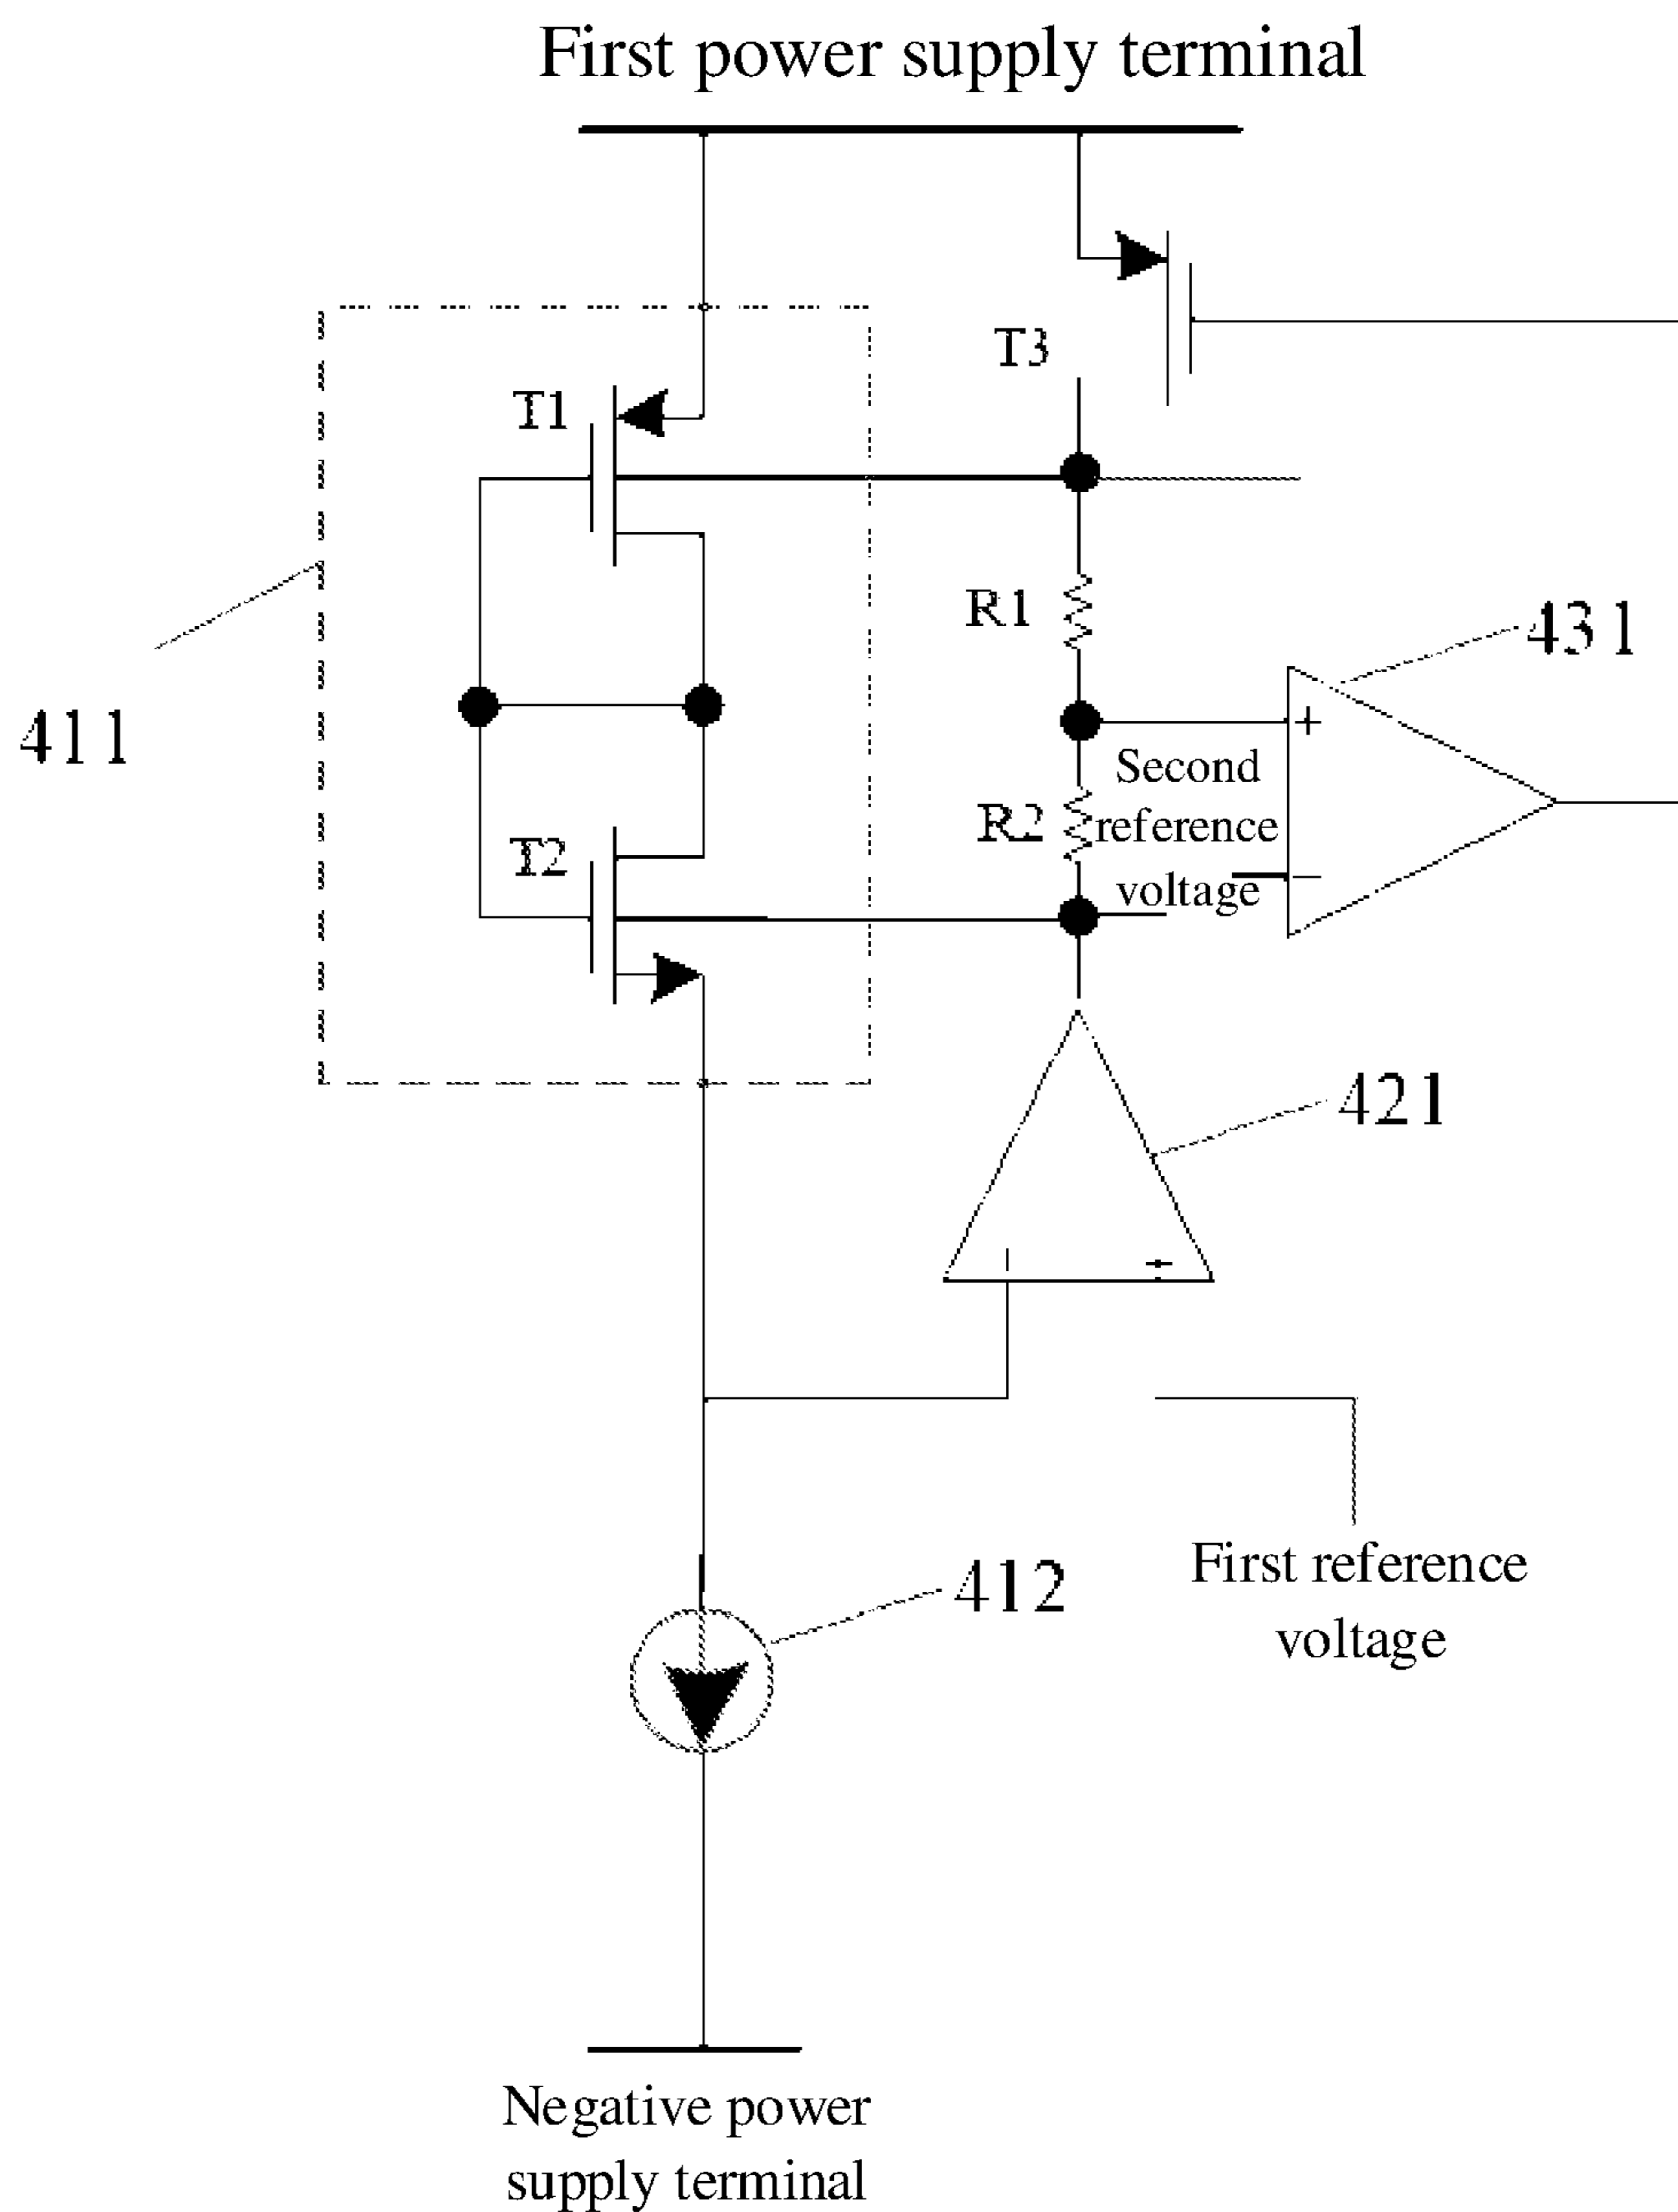 First power supply terminal
T3
T1
R1
431
411
+
Second
R2
reference
T2
voltage
−
421
−
+
412
First reference
voltage
Negative power
supply terminal